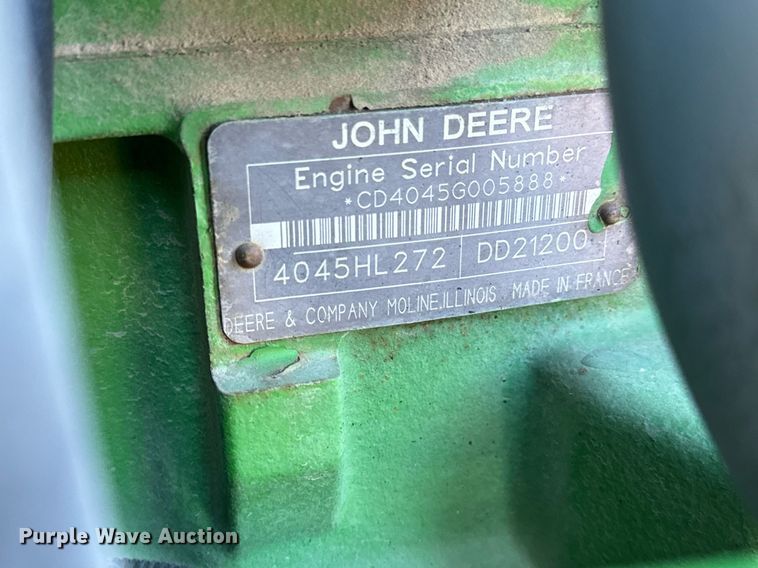 JOHN DEERE
Engine Serial Number
*CD4045G005888*
4045HL272 DD21200
DEERE & COMPANY MOLINE,ILLINOIS MADE IN FRANCE
Purple Wave Auction